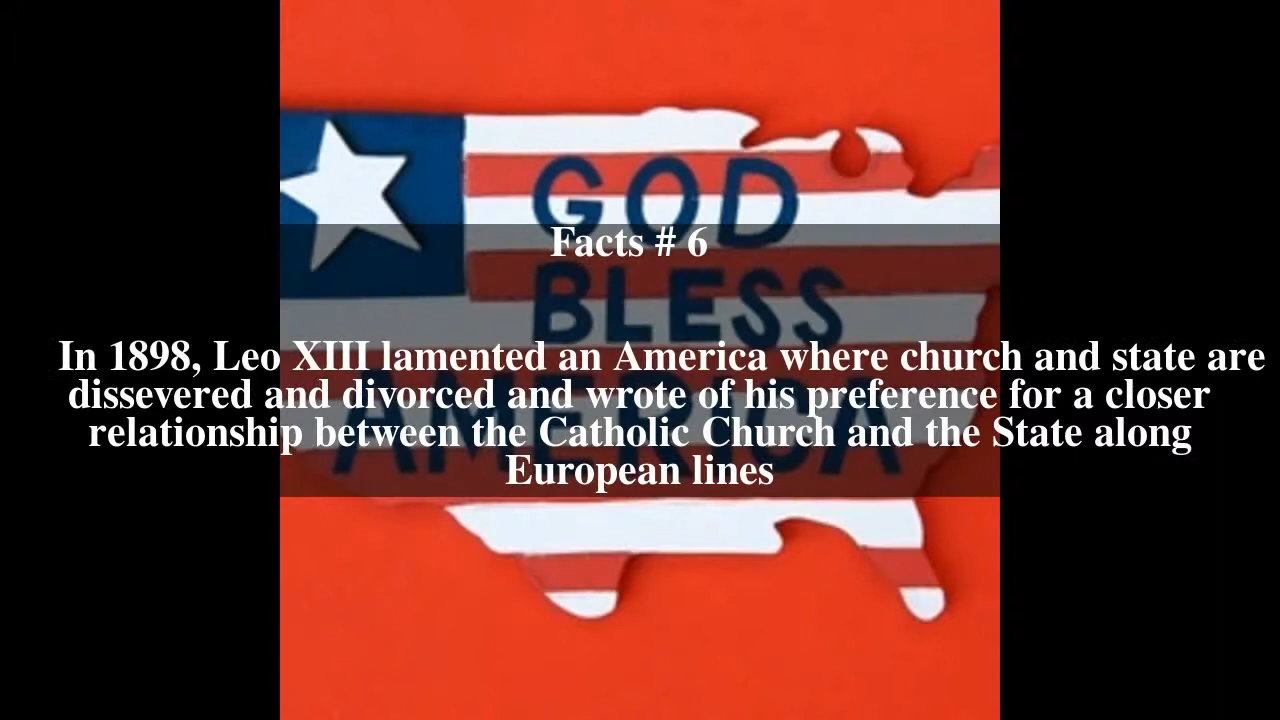 GOD
Facts # 6
BLESS
In 1898, Leo XIII lamented an America where church and state are
dissevered and divorced and wrote of his preference for a closer
relationship between the Catholic Church and the State along
AMERICA
European lines